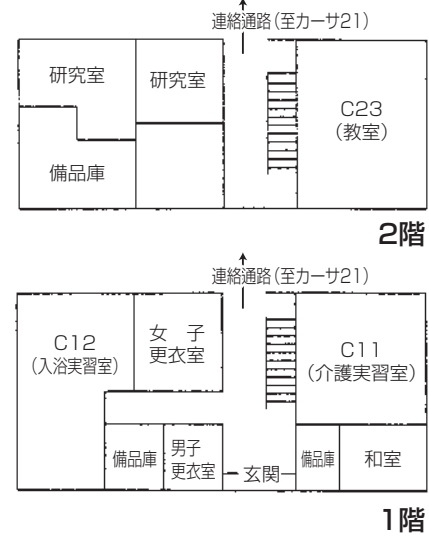 連絡通路(至カーサ21)
研究室
研究室
C23
(教室)
備品庫
2階
連絡通路(至カーサ21)
C12
(入浴実習室)
女 子
更衣室
C11
(介護実習室)
備品庫
男子
更衣室
玄関
備品庫
和室
1階